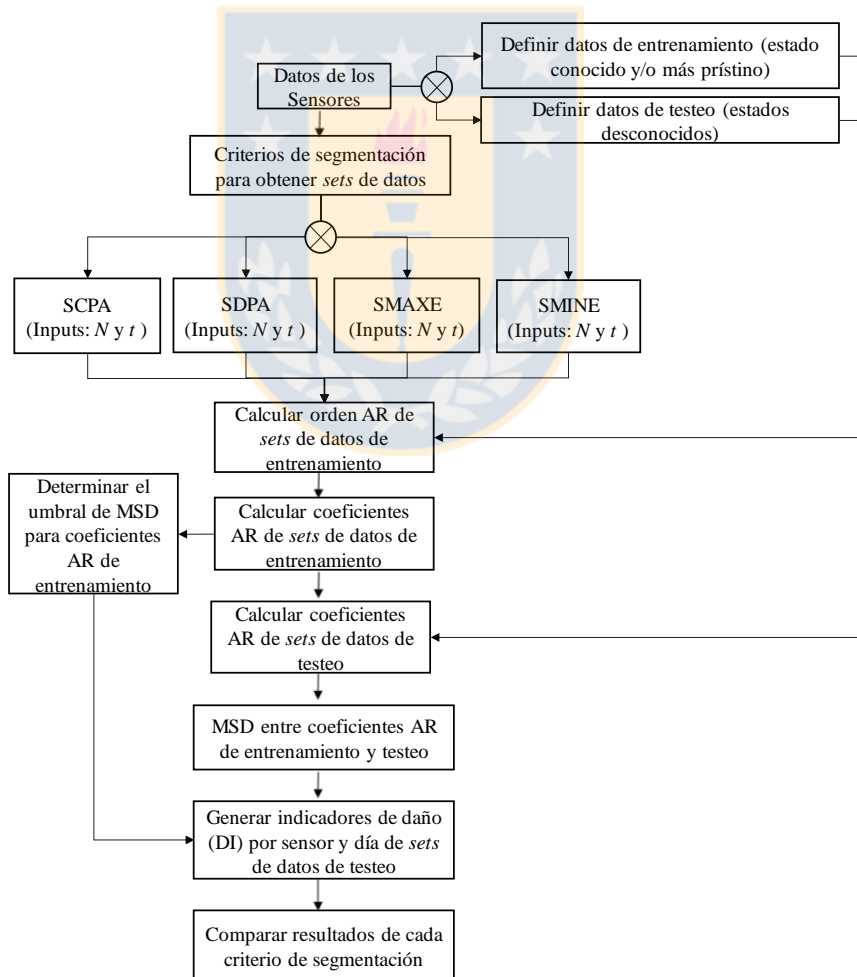 Definir datos de entrenamiento (estado
conocido y/o más prístino)
Datos de los
Sensores
Definir datos de testeo (estados
desconocidos)
Criterios de segmentación
para obtener sets de datos
SCPA
(Inputs: N y t )
SDPA
(Inputs: N y t )
SMAXE
(Inputs: N y t)
SMINE
(Inputs: N y t )
Calcular orden AR de
sets de datos de
entrenamiento
Determinar el
umbral de MSD
para coeficientes
AR de
entrenamiento
Calcular coeficientes
AR de sets de datos de
entrenamiento
Calcular coeficientes
AR de sets de datos de
testeo
MSD entre coeficientes AR
de entrenamiento y testeo
Generar indicadores de daño
(DI) por sensor y día de sets
de datos de testeo
Comparar resultados de cada
criterio de segmentación